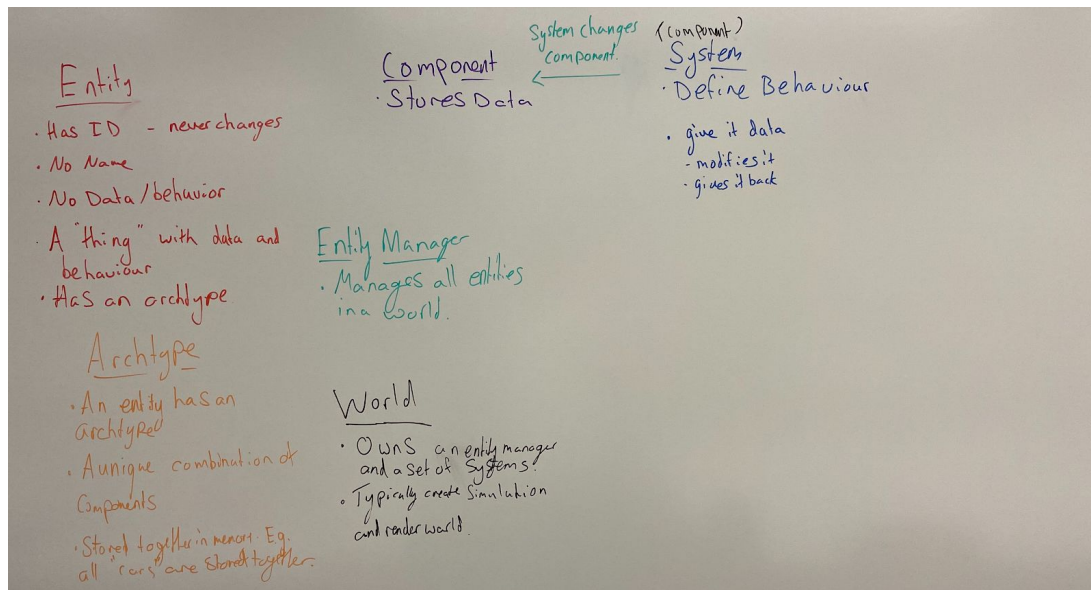 Entity
· Has ID - never changes
· No Name
· No Data/behavior
· A "thing" with data and
behaviour
· Has an archtype
Archtype
· An entity has an
archtype
· A unique combination of
Components
· Stored together in memory. E.g.
all "cars" are stored together.
Component
· Stores Data
System changes
component.
(component)
System
· Define Behaviour
· give it data
- modifies it
- gives it back
Entity Manager
· Manages all entities
in a world.
World
· Owns an entity manager
and a set of Systems.
· Typically create Simulation
and render world.